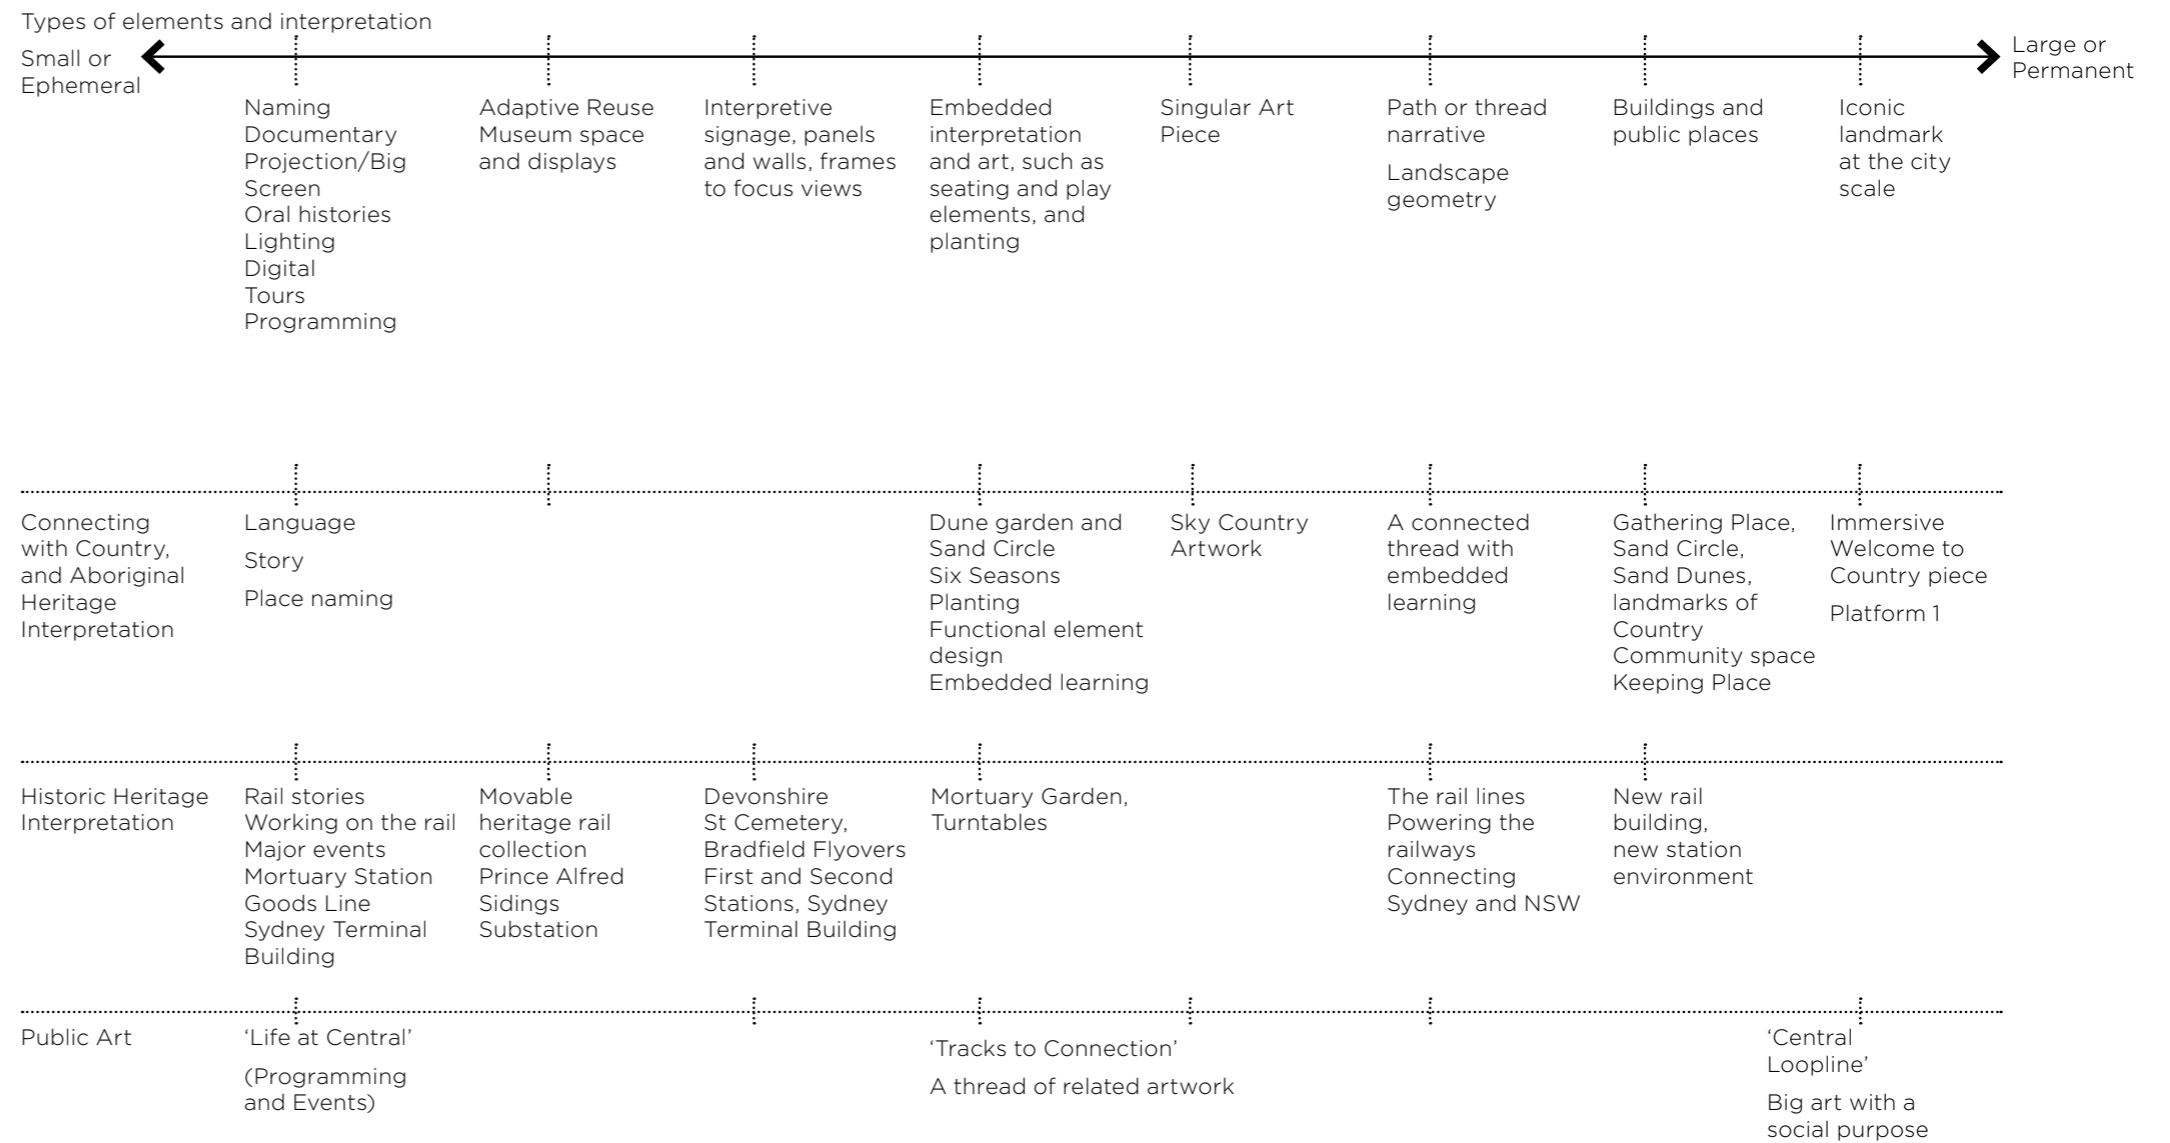 Types of elements and interpretation
Small or
Ephemeral
Large or
Permanent
Naming
Documentary
Projection/Big
Screen
Oral histories
Lighting
Digital
Tours
Programming
Adaptive Reuse
Museum space
and displays
Interpretive
signage, panels
and walls, frames
to focus views
Embedded
interpretation
and art, such as
seating and play
elements, and
planting
Singular Art
Piece
Path or thread
narrative
Landscape
geometry
Buildings and
public places
Iconic
landmark
at the city
scale
Connecting
with Country,
and Aboriginal
Heritage
Interpretation
Language
Story
Place naming
Dune garden and
Sand Circle
Six Seasons
Planting
Functional element
design
Embedded learning
Sky Country
Artwork
A connected
thread with
embedded
learning
Gathering Place,
Sand Circle,
Sand Dunes,
landmarks of
Country
Community space
Keeping Place
Immersive
Welcome to
Country piece
Platform 1
Historic Heritage
Interpretation
Rail stories
Working on the rail
Major events
Mortuary Station
Goods Line
Sydney Terminal
Building
Movable
heritage rail
collection
Prince Alfred
Sidings
Substation
Devonshire
St Cemetery,
Bradfield Flyovers
First and Second
Stations, Sydney
Terminal Building
Mortuary Garden,
Turntables
The rail lines
Powering the
railways
Connecting
Sydney and NSW
New rail
building,
new station
environment
Public Art
‘Life at Central’
(Programming
and Events)
‘Tracks to Connection’
A thread of related artwork
‘Central
Loopline’
Big art with a
social purpose